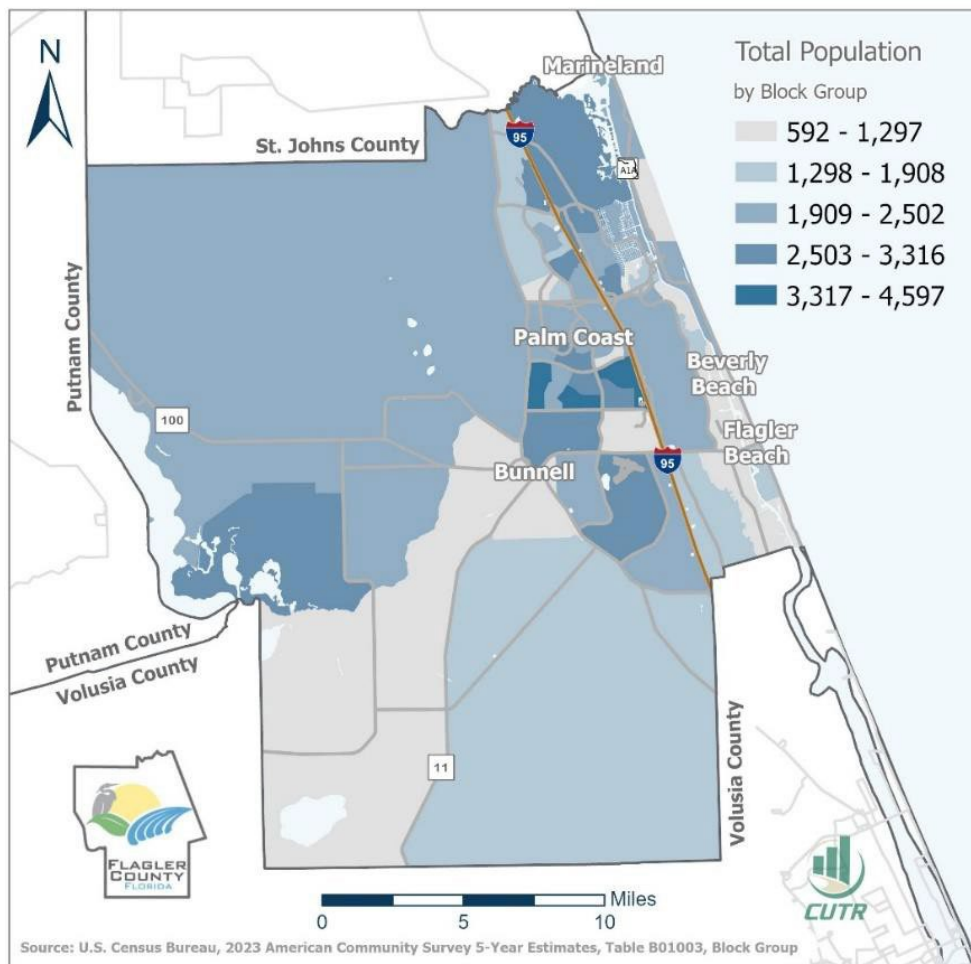 N
Marineland
Total Population
by Block Group
592 - 1,297
1,298 - 1,908
1,909 - 2,502
2,503 - 3,316
3,317 - 4,597
95
St. Johns County
A1A
Putnam County
Palm Coast
Beverly
Beach
100
Flagler
Beach
95
Bunnell
Putnam County
Volusia County
11
Volusia County
FLAGLER
COUNTY
FLORIDA
Miles
0
5
10
CUTR
Source: U.S. Census Bureau, 2023 American Community Survey 5-Year Estimates, Table B01003, Block Group